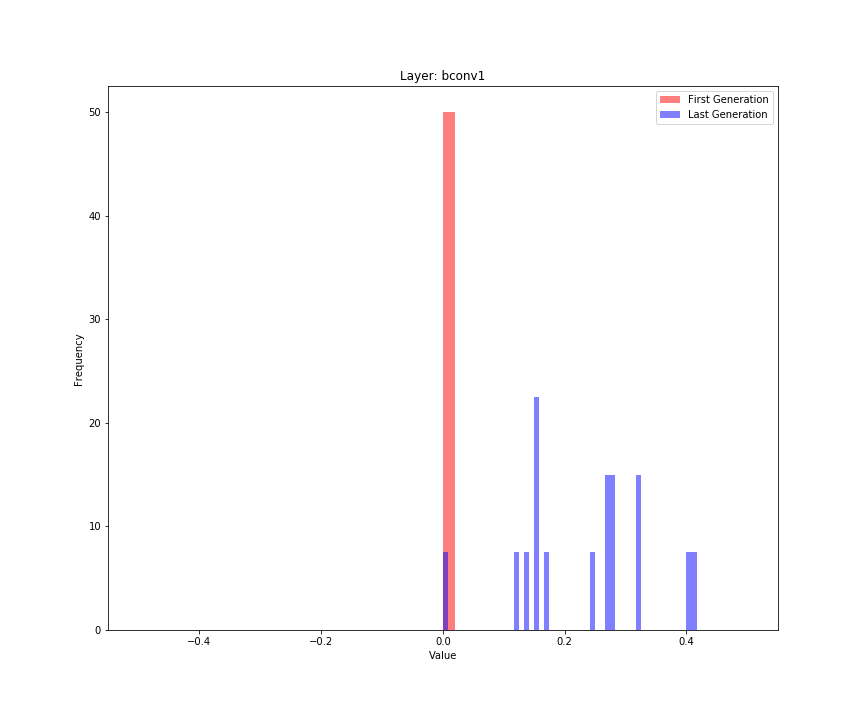 Layer: bconv1
First Generation
Last Generation
50
40
30
20
10
0
Frequency
−0.4
−0.2
0.0
0.2
0.4
Value